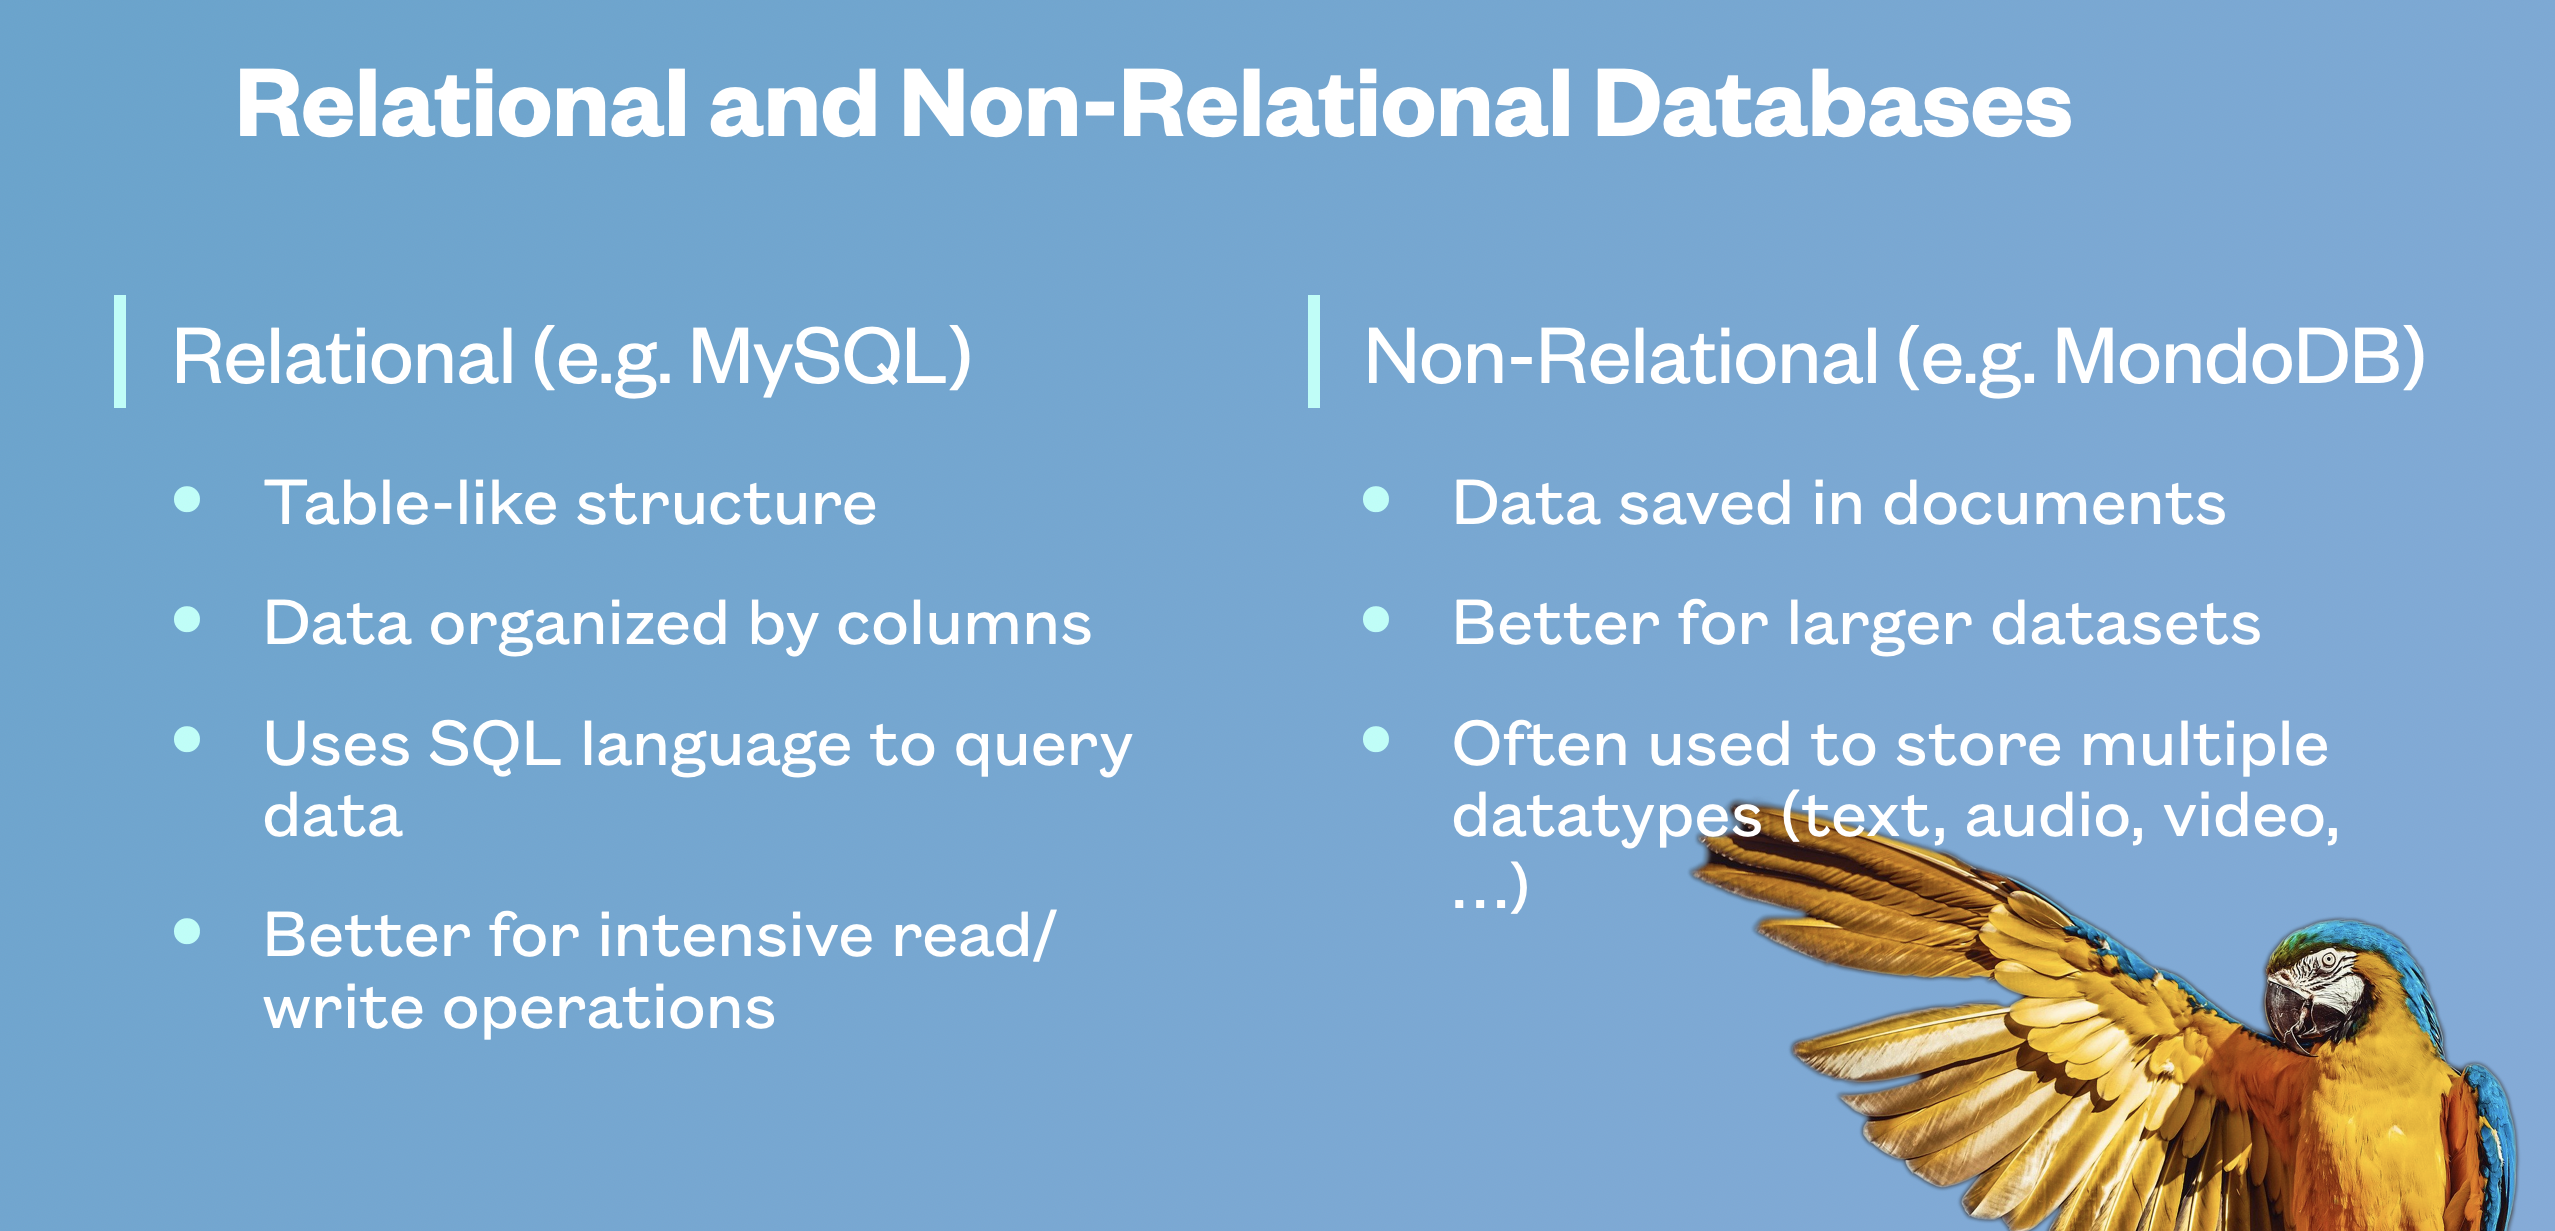 Relational and Non-Relational Databases
Relational (e.g. MySQL)
Table-like structure
Data organized by columns
Uses SQL language to query
data
Better for intensive read/
write operations
Non-Relational (e.g. MondoDB)
Data saved in documents
Better for larger datasets
Often used to store multiple
datatypes (text, audio, video,
...)